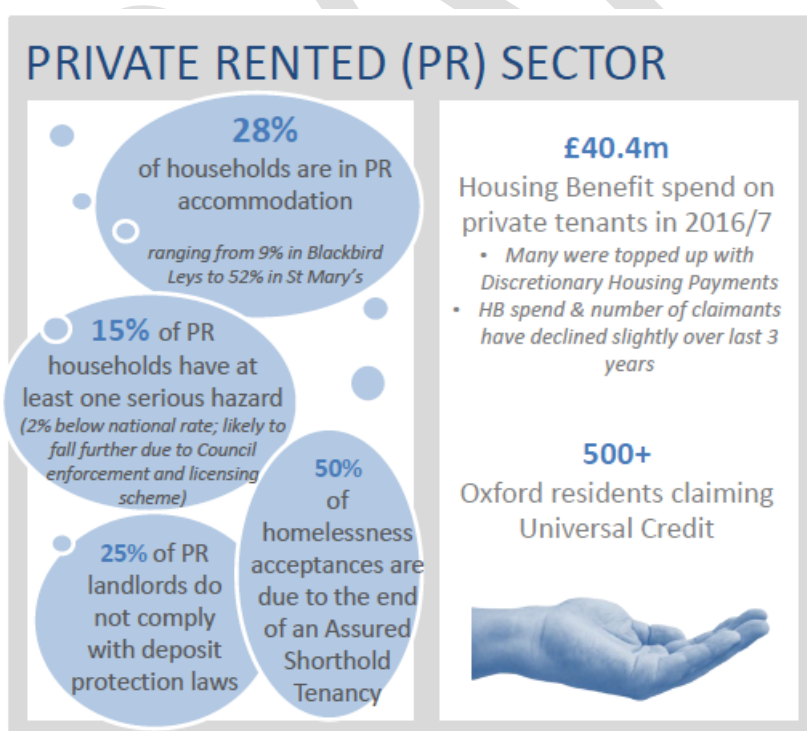 PRIVATE RENTED (PR) SECTOR
28%
of households are in PR
accommodation
ranging from 9% in Blackbird
Leys to 52% in St Mary's
15% of PR
households have at
least one serious hazard
(2% below national rate; likely to
fall further due to Council
enforcement and licensing
scheme)
25% of PR
landlords do
not comply
with deposit
protection laws
50%
of
homelessness
acceptances are
due to the end
of an Assured
Shorthold
Tenancy
£40.4m
Housing Benefit spend on
private tenants in 2016/7
• Many were topped up with
Discretionary Housing Payments
• HB spend & number of claimants
have declined slightly over last 3
years
500+
Oxford residents claiming
Universal Credit